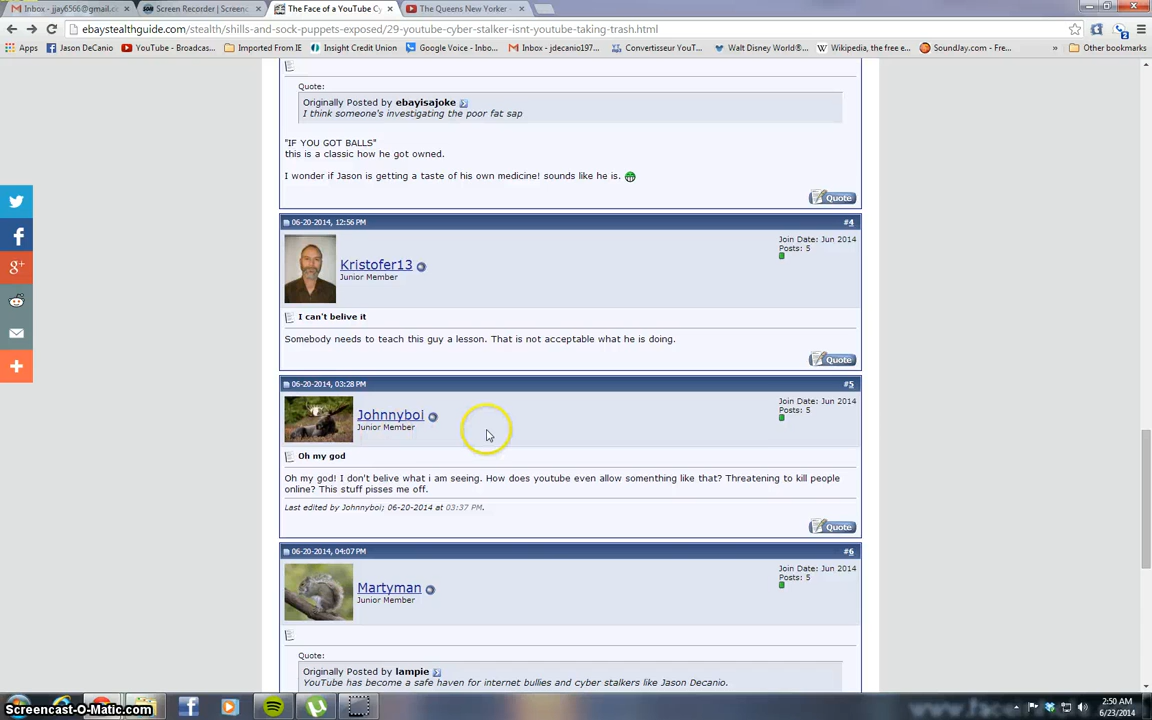 Inbox - jjay6566@gmail.c
Screen Recorder | Screenc
The Face of a YouTube Cy
The Queens New Yorker -
ebaystealthguide.com/stealth/shills-and-sock-puppets-exposed/29-youtube-cyber-stalker-isnt-youtube-taking-trash.html
Apps Jason DeCanio YouTube - Broadcas... Imported From IE Insight Credit Union Google Voice - Inbo... Inbox - jdecanio197... Convertisseur YouT... Walt Disney World®... Wikipedia, the free e... SoundJay.com - Fre... » Other bookmarks
Quote:
Originally Posted by ebayisajoke
I think someone's investigating the poor fat sap
"IF YOU GOT BALLS"
this is a classic how he got owned.
I wonder if Jason is getting a taste of his own medicine! sounds like he is.
Quote
06-20-2014, 12:56 PM #4
Kristofer13
Junior Member
Join Date: Jun 2014
Posts: 5
I can't belive it
Somebody needs to teach this guy a lesson. That is not acceptable what he is doing.
Quote
06-20-2014, 03:28 PM #5
Johnnyboi
Junior Member
Join Date: Jun 2014
Posts: 5
Oh my god
Oh my god! I don't belive what i am seeing. How does youtube even allow somenthing like that? Threatening to kill people
online? This stuff pisses me off.
Last edited by Johnnyboi; 06-20-2014 at 03:37 PM.
Quote
06-20-2014, 04:07 PM #6
Martyman
Junior Member
Join Date: Jun 2014
Posts: 5
Quote:
Originally Posted by lampie
YouTube has become a safe haven for internet bullies and cyber stalkers like Jason Decanio.
Screencast-O-Matic.com
2:50 AM
6/23/2014